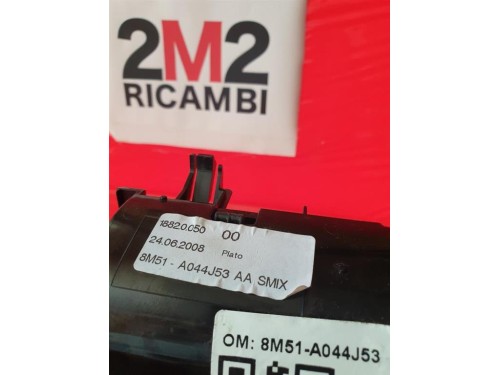 2M2
RICAMBI
1882.0.050 00
24.06.2008 Plato
8M51 - A044J53 AA SMIX
OM: 8M51-A044J53